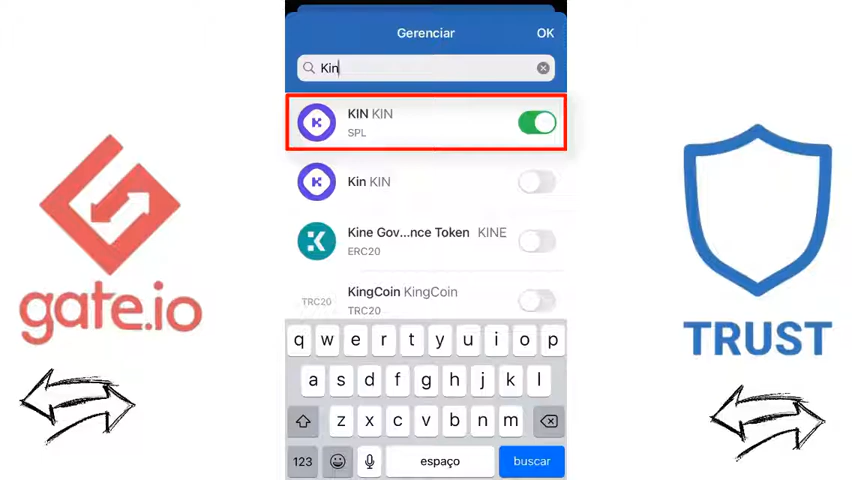 Gerenciar
OK
Kin
KIN KIN
SPL
Kin KIN
Kine Gov...nce Token KINE
ERC20
TRC20
KingCoin KingCoin
TRC20
gate.io
TRUST
q w e r t y u i o p
a s d f g h j k l
z x c v b n m
123
espaço
buscar